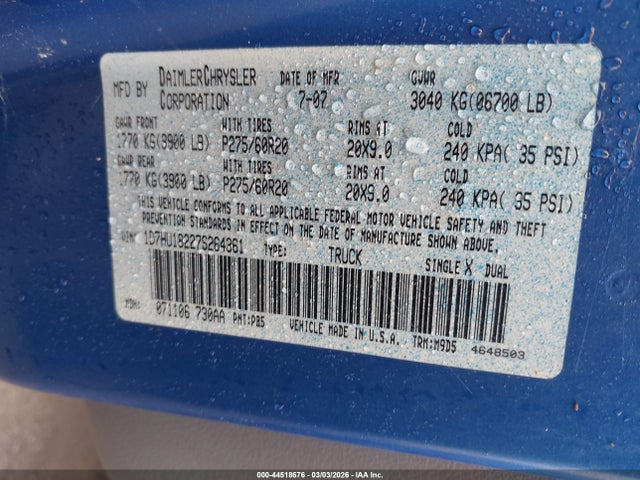 MFD BY DAIMLERCHRYSLER CORPORATION DATE OF MFR 7-07 GVWR 3040 KG(06700 LB)
GAWR FRONT WITH TIRES RIMS AT COLD
1770 KG(3900 LB) P275/60R20 20X9.0 240 KPA( 35 PSI)
GAWR REAR WITH TIRES RIMS AT COLD
1770 KG(3900 LB) P275/60R20 20X9.0 240 KPA( 35 PSI)
THIS VEHICLE CONFORMS TO ALL APPLICABLE FEDERAL MOTOR VEHICLE SAFETY AND THEFT
PREVENTION STANDARDS IN EFFECT ON THE DATE OF MANUFACTURE SHOWN ABOVE.
VIN: 1D7HU18227S264361 TYPE: TRUCK SINGLE X DUAL
MDH: 071106 730AA PNT:PB5 VEHICLE MADE IN U.S.A. TRM:M9D5 4648503
000-44518676 - 03/03/2026 - IAA Inc.